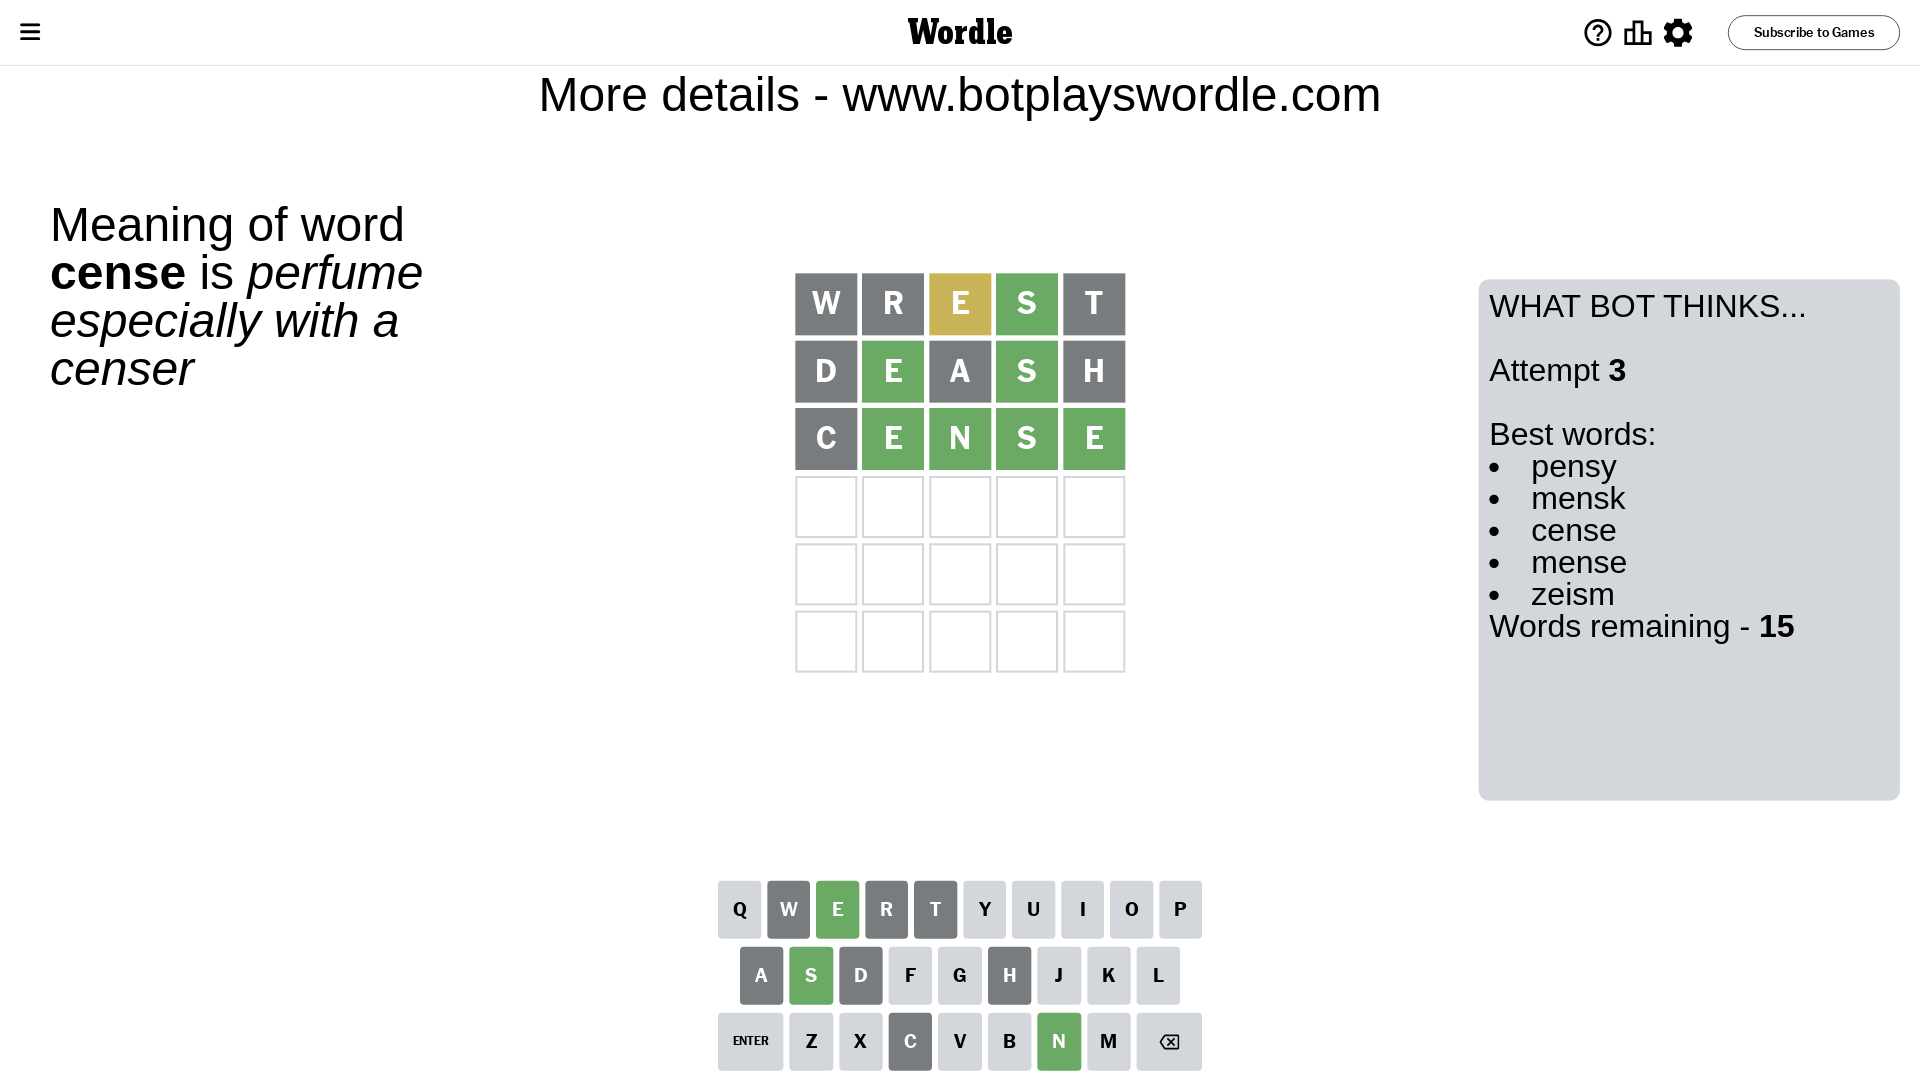 Wordle
Subscribe to Games
More details - www.botplayswordle.com
Meaning of word
cense is perfume
especially with a
censer
W R E S T
D E A S H
C E N S E
WHAT BOT THINKS...
Attempt 3
Best words:
• pensy
• mensk
• cense
• mense
• zeism
Words remaining - 15
Q W E R T Y U I O P
A S D F G H J K L
ENTER Z X C V B N M